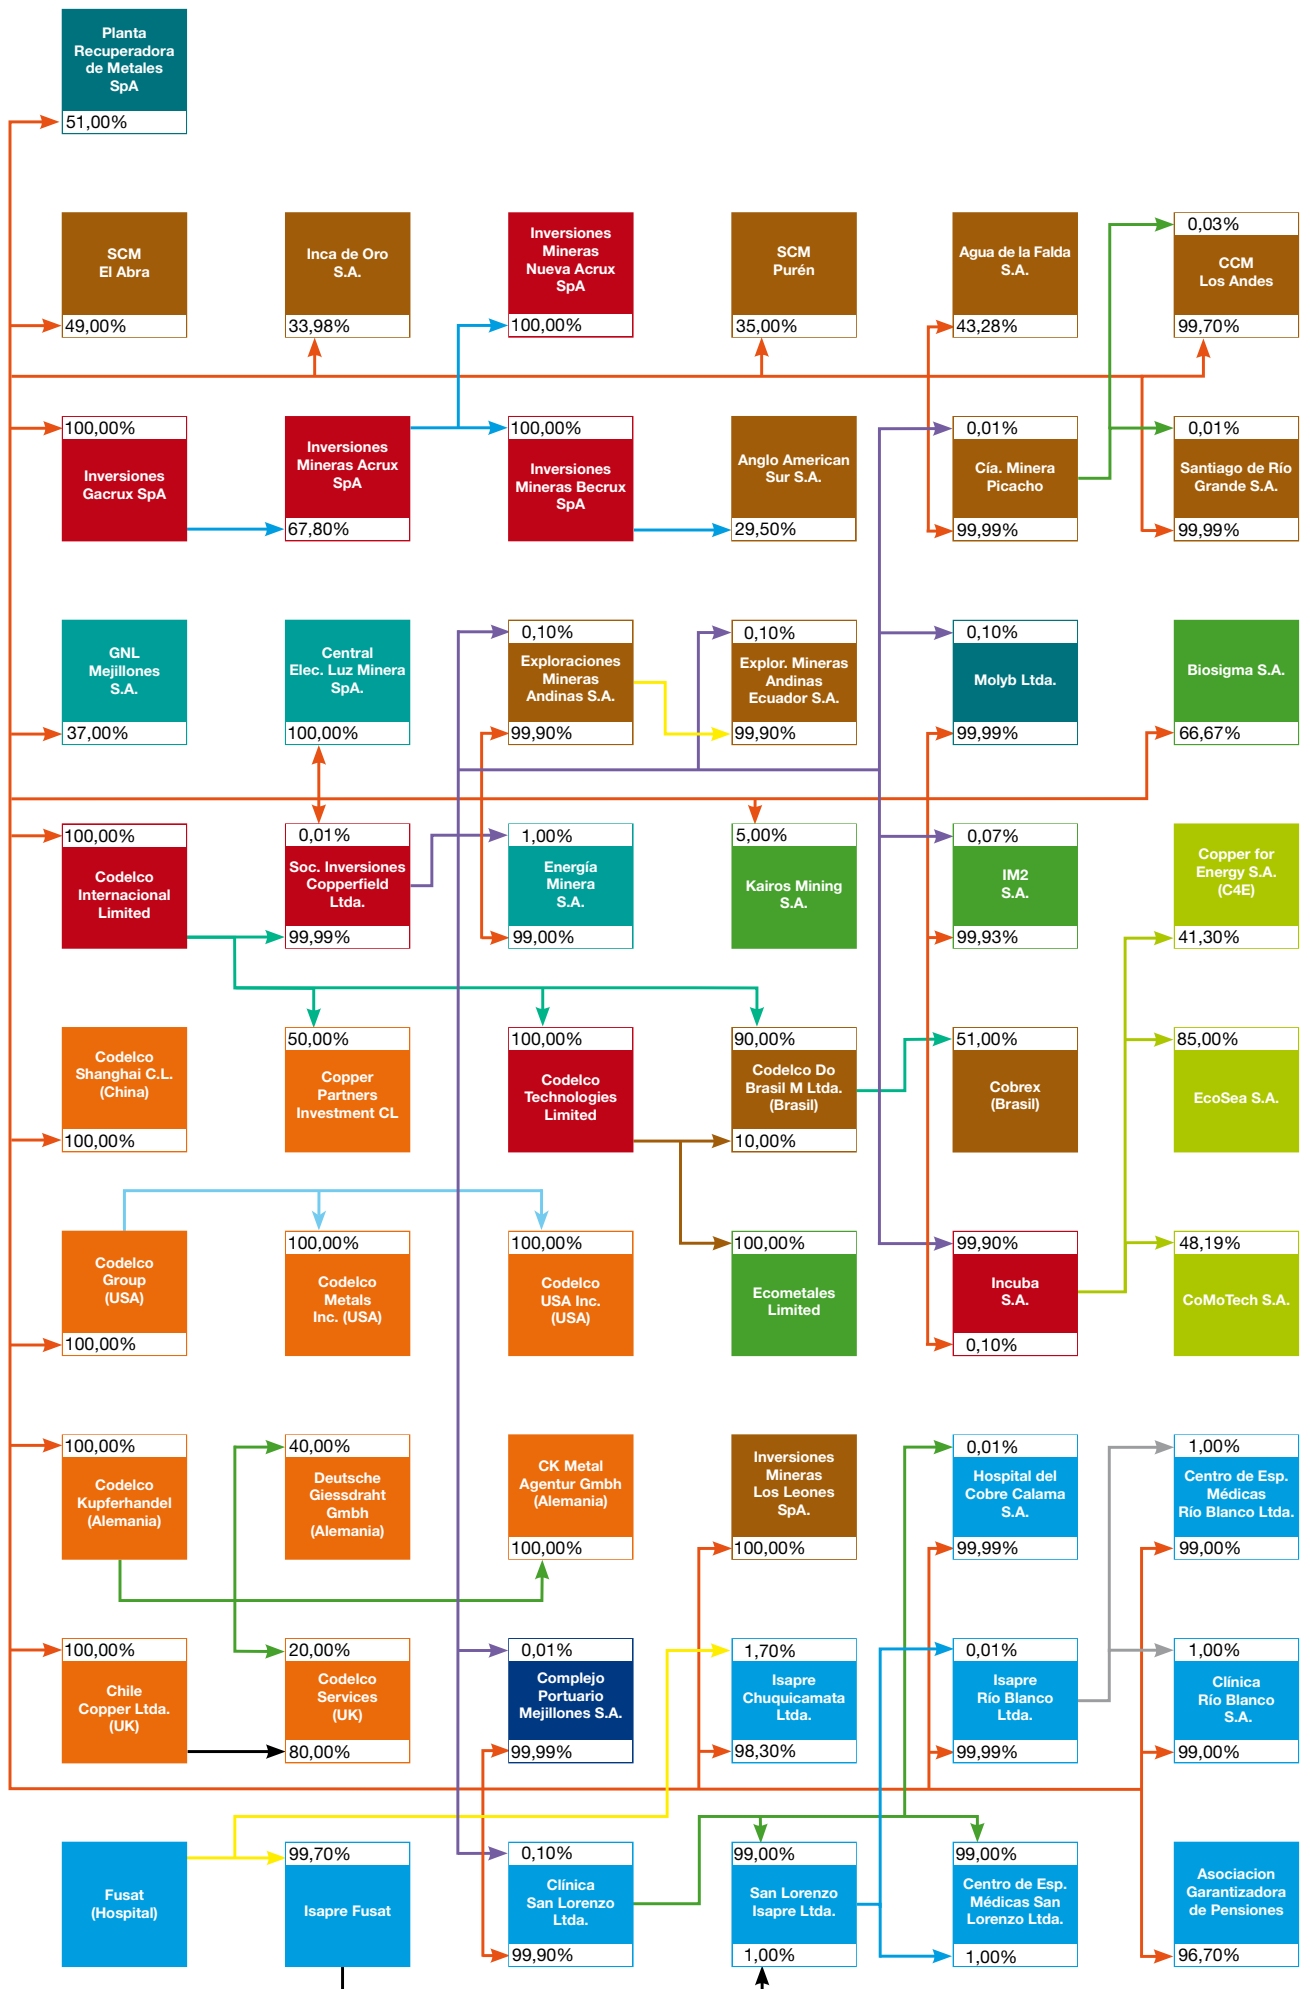 Planta
Recuperadora
de Metales
SpA
51,00%
SCM
El Abra
49,00%
Inca de Oro
S.A.
33,98%
Inversiones
Mineras
Nueva Acrux
SpA
100,00%
SCM
Purén
35,00%
Agua de la Falda
S.A.
43,28%
0,03%
CCM
Los Andes
99,70%
100,00%
Inversiones
Gacrux SpA
Inversiones
Mineras Acrux
SpA
67,80%
100,00%
Inversiones
Mineras Becrux
SpA
Anglo American
Sur S.A.
29,50%
0,01%
Cía. Minera
Picacho
99,99%
0,01%
Santiago de Río
Grande S.A.
99,99%
GNL
Mejillones
S.A.
37,00%
Central
Elec. Luz Minera
SpA.
100,00%
0,10%
Exploraciones
Mineras
Andinas S.A.
99,90%
0,10%
Explor. Mineras
Andinas
Ecuador S.A.
99,90%
0,10%
Molyb Ltda.
99,99%
Biosigma S.A.
66,67%
100,00%
Codelco
Internacional
Limited
0,01%
Soc. Inversiones
Copperfield
Ltda.
99,99%
1,00%
Energía
Minera
S.A.
99,00%
5,00%
Kairos Mining
S.A.
0,07%
IM2
S.A.
99,93%
Copper for
Energy S.A.
(C4E)
41,30%
Codelco
Shanghai C.L.
(China)
100,00%
50,00%
Copper
Partners
Investment CL
100,00%
Codelco
Technologies
Limited
90,00%
Codelco Do
Brasil M Ltda.
(Brasil)
10,00%
51,00%
Cobrex
(Brasil)
85,00%
EcoSea S.A.
Codelco
Group
(USA)
100,00%
100,00%
Codelco
Metals
Inc. (USA)
100,00%
Codelco
USA Inc.
(USA)
100,00%
Ecometales
Limited
99,90%
Incuba
S.A.
0,10%
48,19%
CoMoTech S.A.
100,00%
Codelco
Kupferhandel
(Alemania)
40,00%
Deutsche
Giessdraht
Gmbh
(Alemania)
CK Metal
Agentur Gmbh
(Alemania)
100,00%
Inversiones
Mineras
Los Leones
SpA.
100,00%
0,01%
Hospital del
Cobre Calama
S.A.
99,99%
1,00%
Centro de Esp.
Médicas
Río Blanco Ltda.
99,00%
100,00%
Chile
Copper Ltda.
(UK)
20,00%
Codelco
Services
(UK)
80,00%
0,01%
Complejo
Portuario
Mejillones S.A.
99,99%
1,70%
Isapre
Chuquicamata
Ltda.
98,30%
0,01%
Isapre
Río Blanco
Ltda.
99,99%
1,00%
Clínica
Río Blanco
S.A.
99,00%
Fusat
(Hospital)
99,70%
Isapre Fusat
0,10%
Clínica
San Lorenzo
Ltda.
99,90%
99,00%
San Lorenzo
Isapre Ltda.
1,00%
99,00%
Centro de Esp.
Médicas San
Lorenzo Ltda.
1,00%
Asociacion
Garantizadora
de Pensiones
96,70%